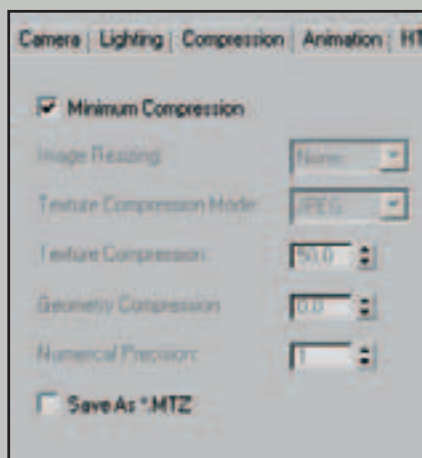 Camera | Lighting | Compression | Animation | HT
Minimum Compression
Image Resizing: None
Texture Compression Mode: JPEG
Texture Compression: 50.0
Geometry Compression: 0.0
Numerical Precision: 1
Save As *.MTZ